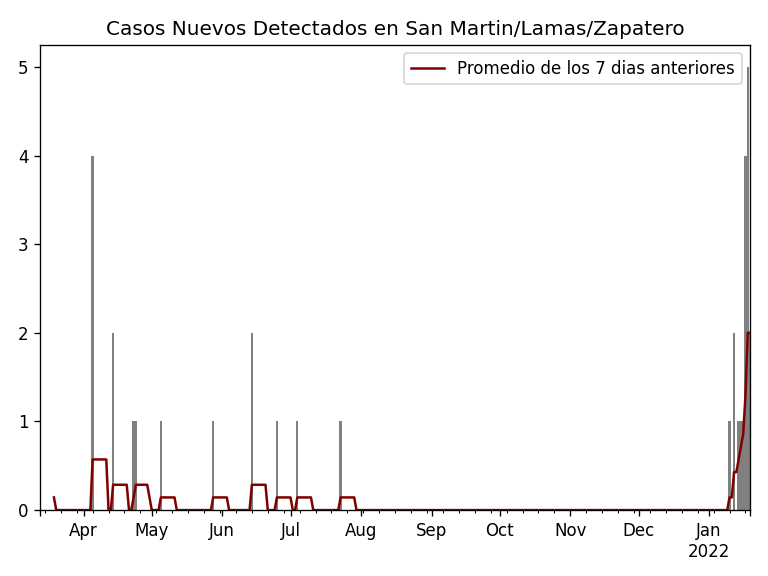 Casos Nuevos Detectados en San Martin/Lamas/Zapatero
Promedio de los 7 dias anteriores
5
4
3
2
1
0
Apr May Jun Jul Aug Sep Oct Nov Dec Jan
2022